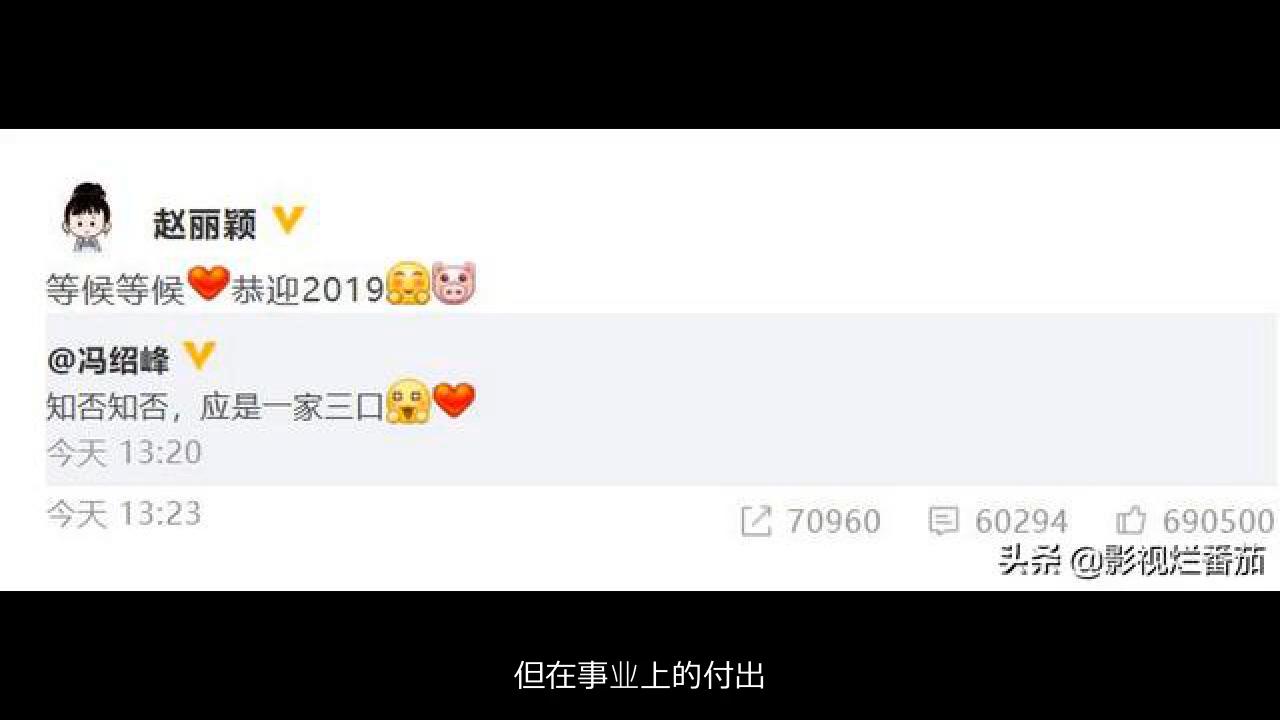 赵丽颖
等候等候❤️恭迎2019🤗🐷
@冯绍峰
知否知否，应是一家三口🤗❤️
今天 13:20
今天 13:23
70960 60294 690500
头条 @影视烂番茄
但在事业上的付出